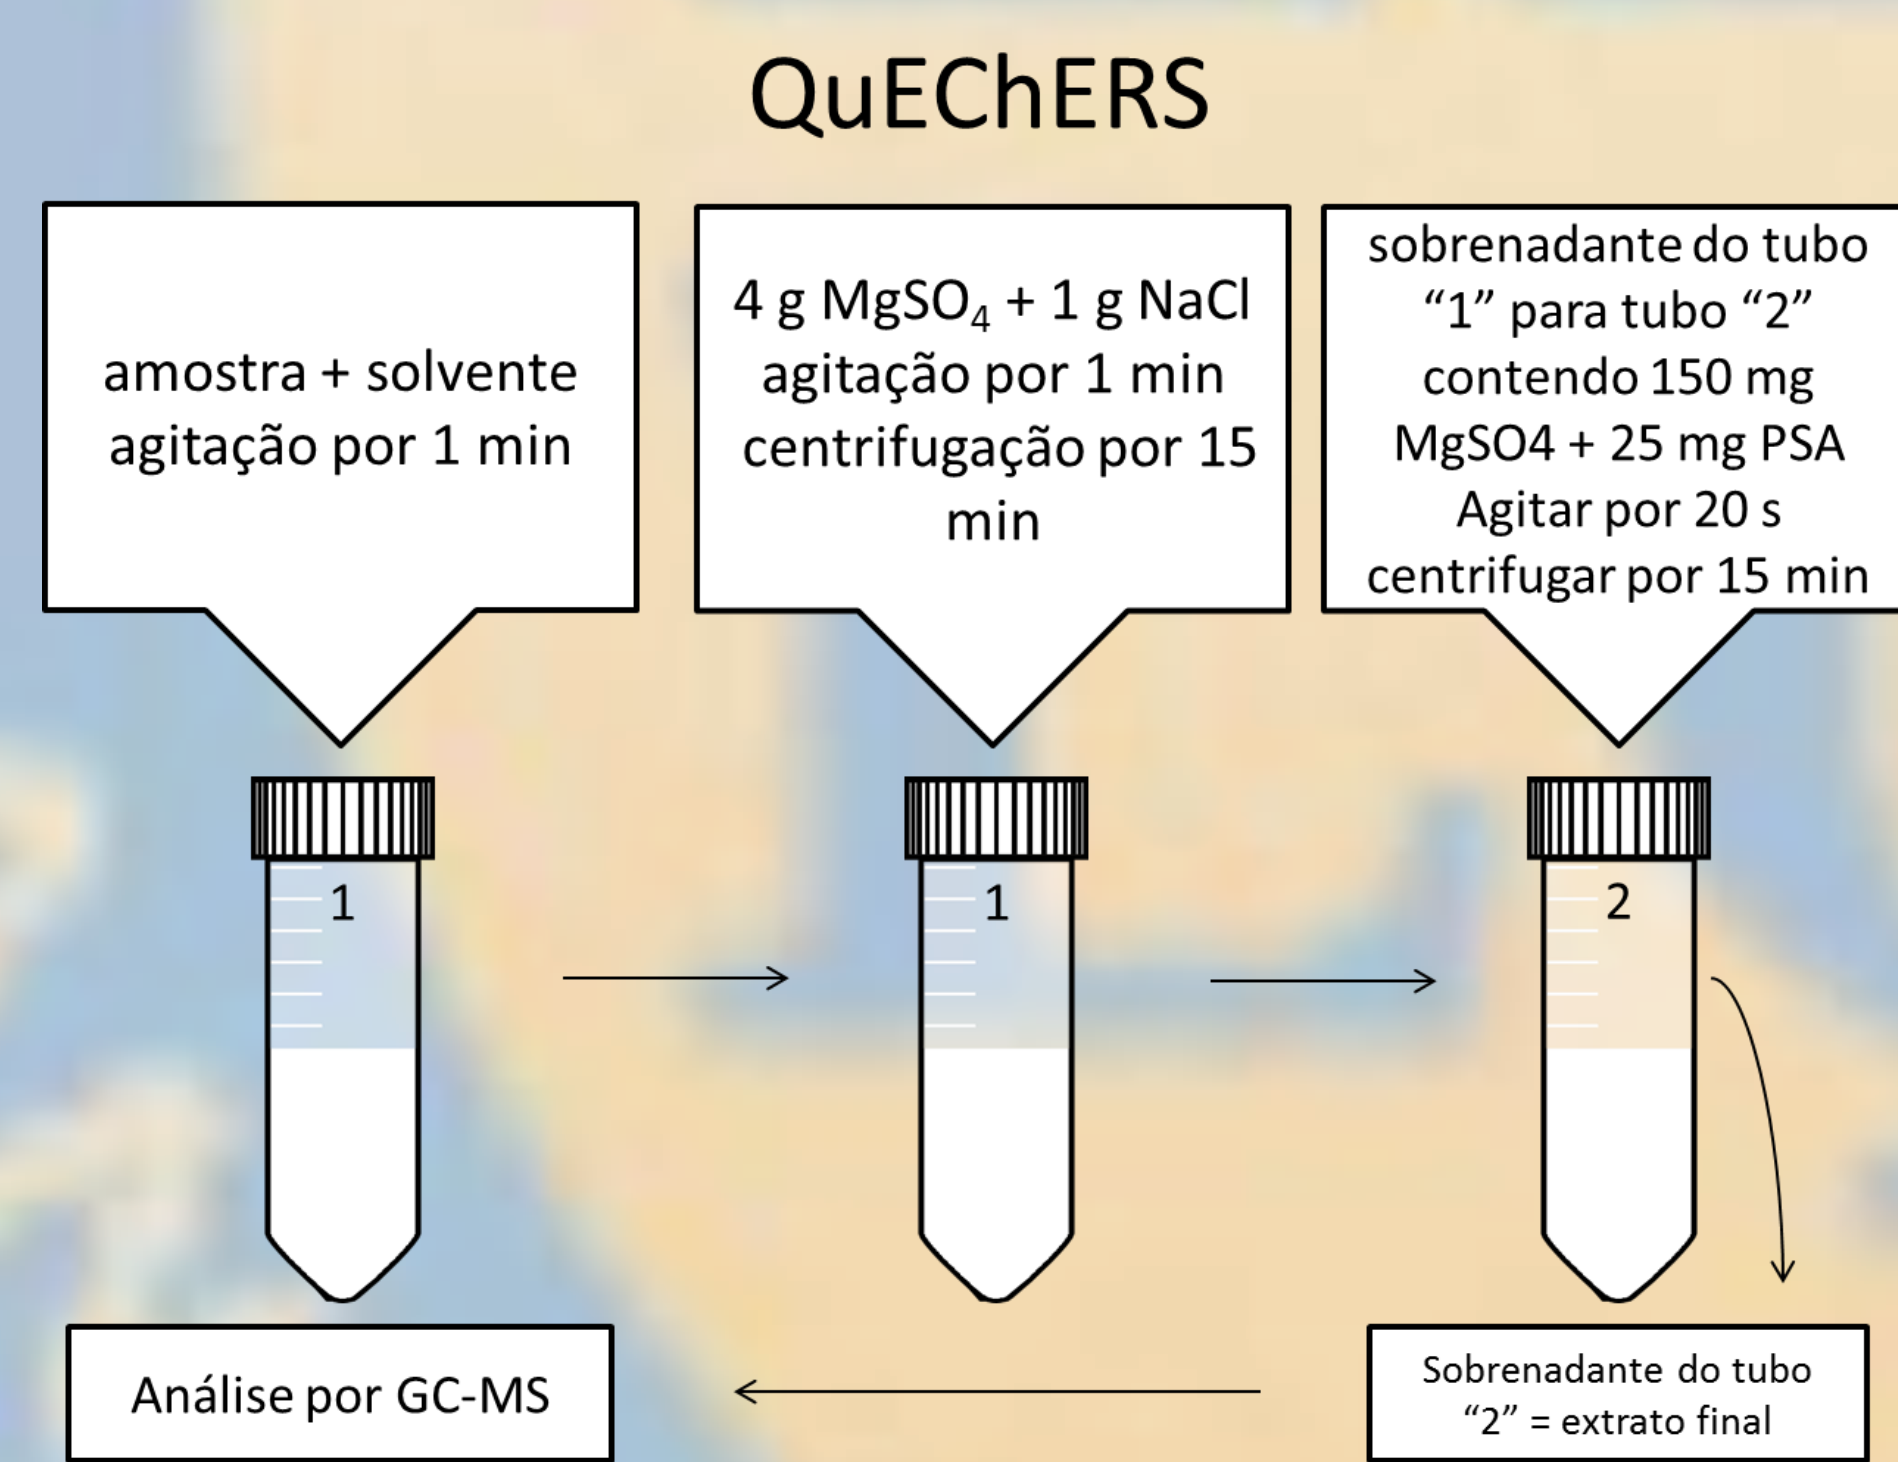 QuEChERS
amostra + solvente
agitação por 1 min
4 g MgSO₄ + 1 g NaCl
agitação por 1 min
centrifugação por 15
min
sobrenadante do tubo
“1” para tubo “2”
contendo 150 mg
MgSO4 + 25 mg PSA
Agitar por 20 s
centrifugar por 15 min
1
1
2
Análise por GC-MS
Sobrenadante do tubo
“2” = extrato final